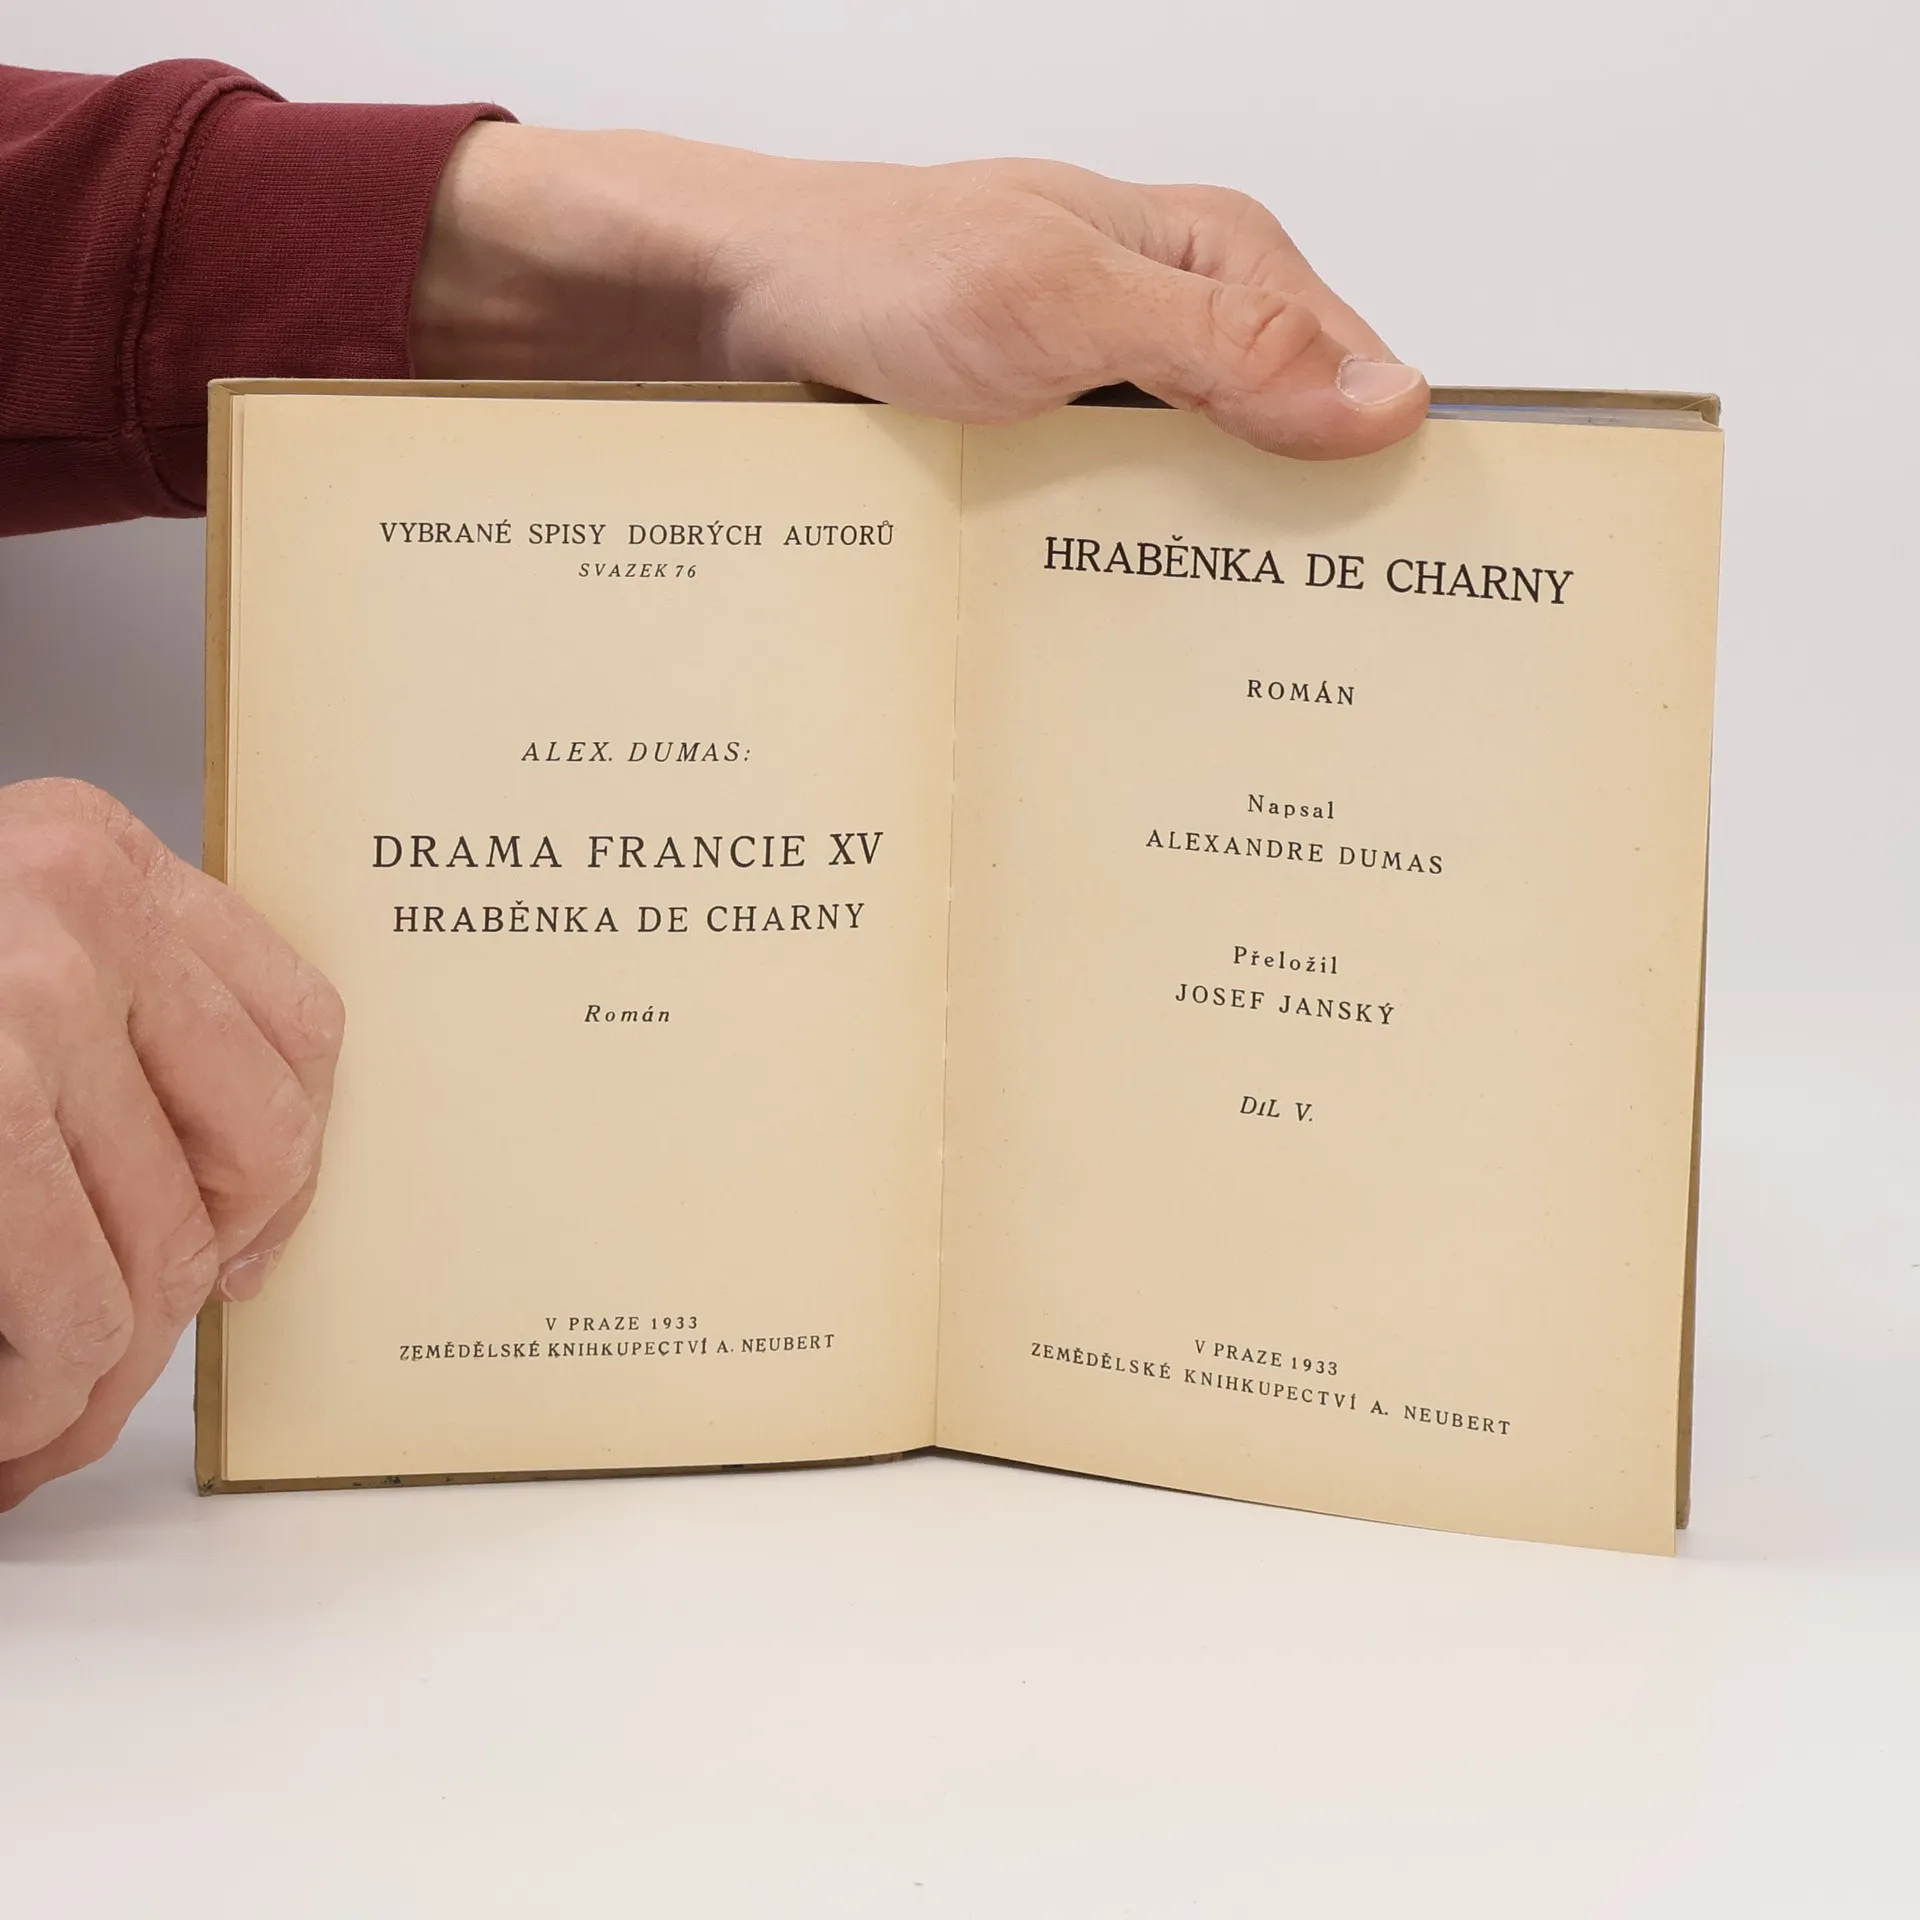 VYBRANÉ SPISY DOBRÝCH AUTORŮ
SVAZEK 76
ALEX. DUMAS:
DRAMA FRANCIE XV
HRABĚNKA DE CHARNY
Román
V PRAZE 1933
ZEMĚDĚLSKÉ KNIHKUPECTVÍ A. NEUBERT
HRABĚNKA DE CHARNY
ROMÁN
Napsal
ALEXANDRE DUMAS
Přeložil
JOSEF JANSKÝ
DíL V.
V PRAZE 1933
ZEMĚDĚLSKÉ KNIHKUPECTVÍ A. NEUBERT